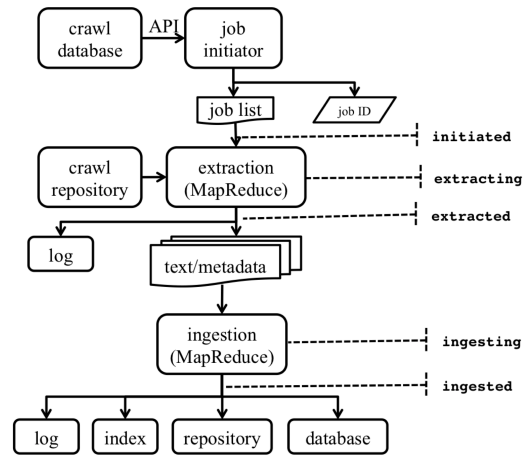 crawl
database
API
job
initiator
job list
job ID
initiated
crawl
repository
extraction
(MapReduce)
extracting
extracted
log
text/metadata
ingestion
(MapReduce)
ingesting
ingested
log
index
repository
database